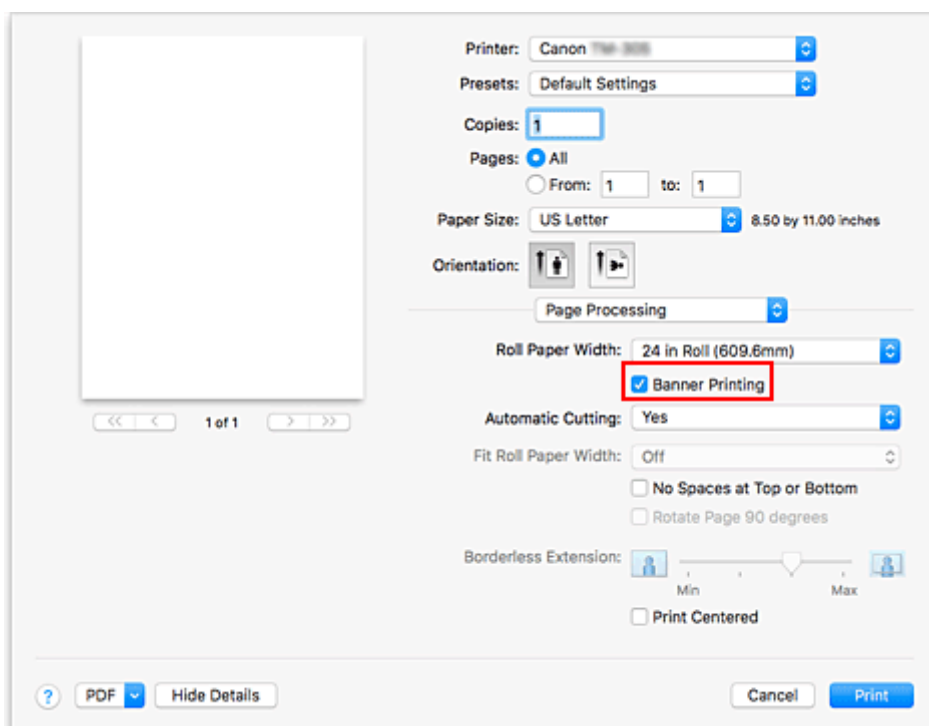 Printer: Canon
Presets: Default Settings
Copies: 1
Pages: All
From: 1 to: 1
Paper Size: US Letter 8.50 by 11.00 inches
Orientation:
Page Processing
Roll Paper Width: 24 in Roll (609.6mm)
Banner Printing
<< < 1 of 1 > >>
Automatic Cutting: Yes
Fit Roll Paper Width: Off
No Spaces at Top or Bottom
Rotate Page 90 degrees
Borderless Extension:
Min Max
Print Centered
? PDF Hide Details Cancel Print